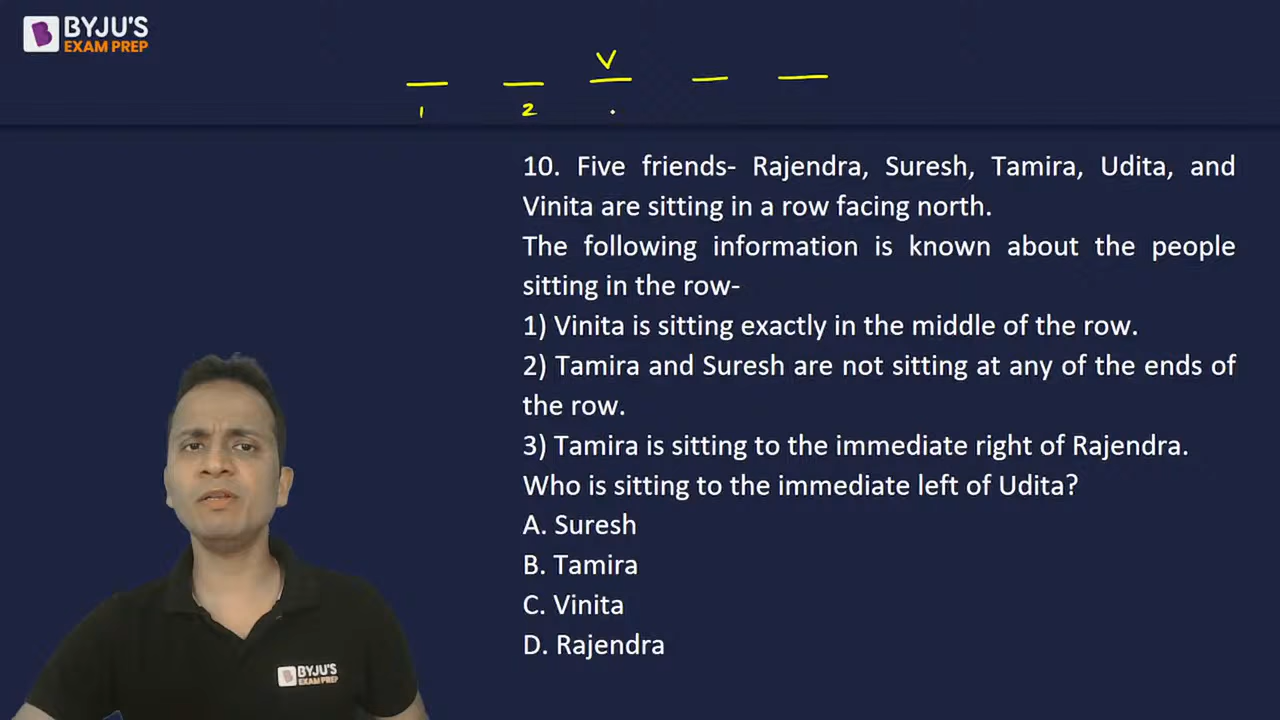 BYJU'S
EXAM PREP
V
1 2
10. Five friends- Rajendra, Suresh, Tamira, Udita, and
Vinita are sitting in a row facing north.
The following information is known about the people
sitting in the row-
1) Vinita is sitting exactly in the middle of the row.
2) Tamira and Suresh are not sitting at any of the ends of
the row.
3) Tamira is sitting to the immediate right of Rajendra.
Who is sitting to the immediate left of Udita?
A. Suresh
B. Tamira
C. Vinita
D. Rajendra
BYJU'S
EXAM PREP